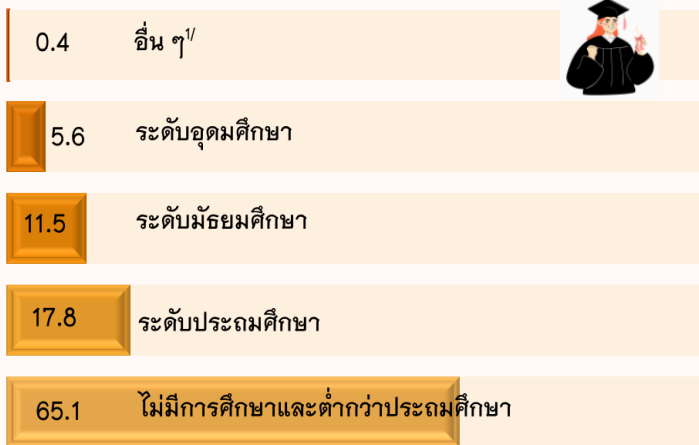 0.4 อื่น ๆ1/
5.6 ระดับอุดมศึกษา
11.5 ระดับมัธยมศึกษา
17.8 ระดับประถมศึกษา
65.1 ไม่มีการศึกษาและต่ำกว่าประถมศึกษา